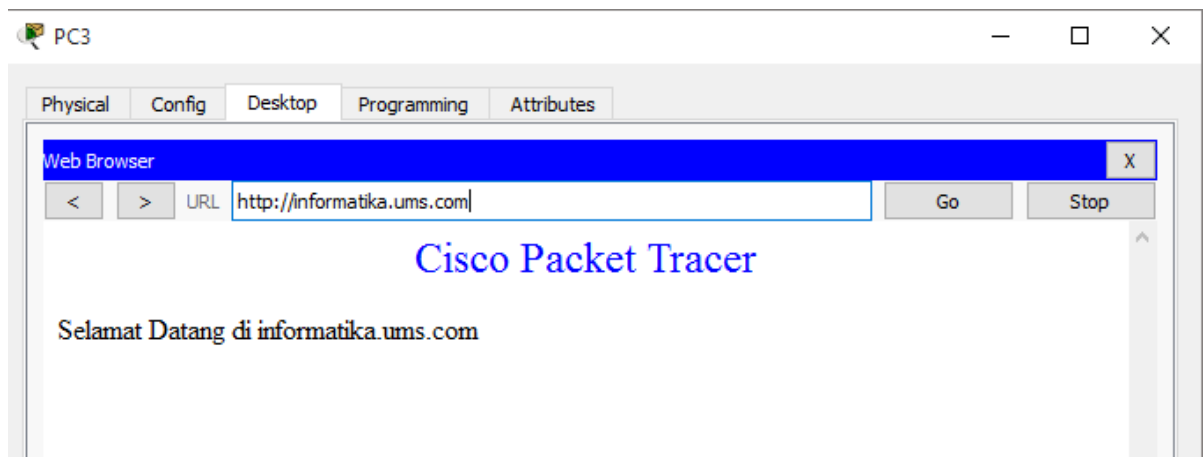 PC3
Physical Config Desktop Programming Attributes
Web Browser X
< > URL http://informatika.ums.com Go Stop
Cisco Packet Tracer
Selamat Datang di informatika.ums.com